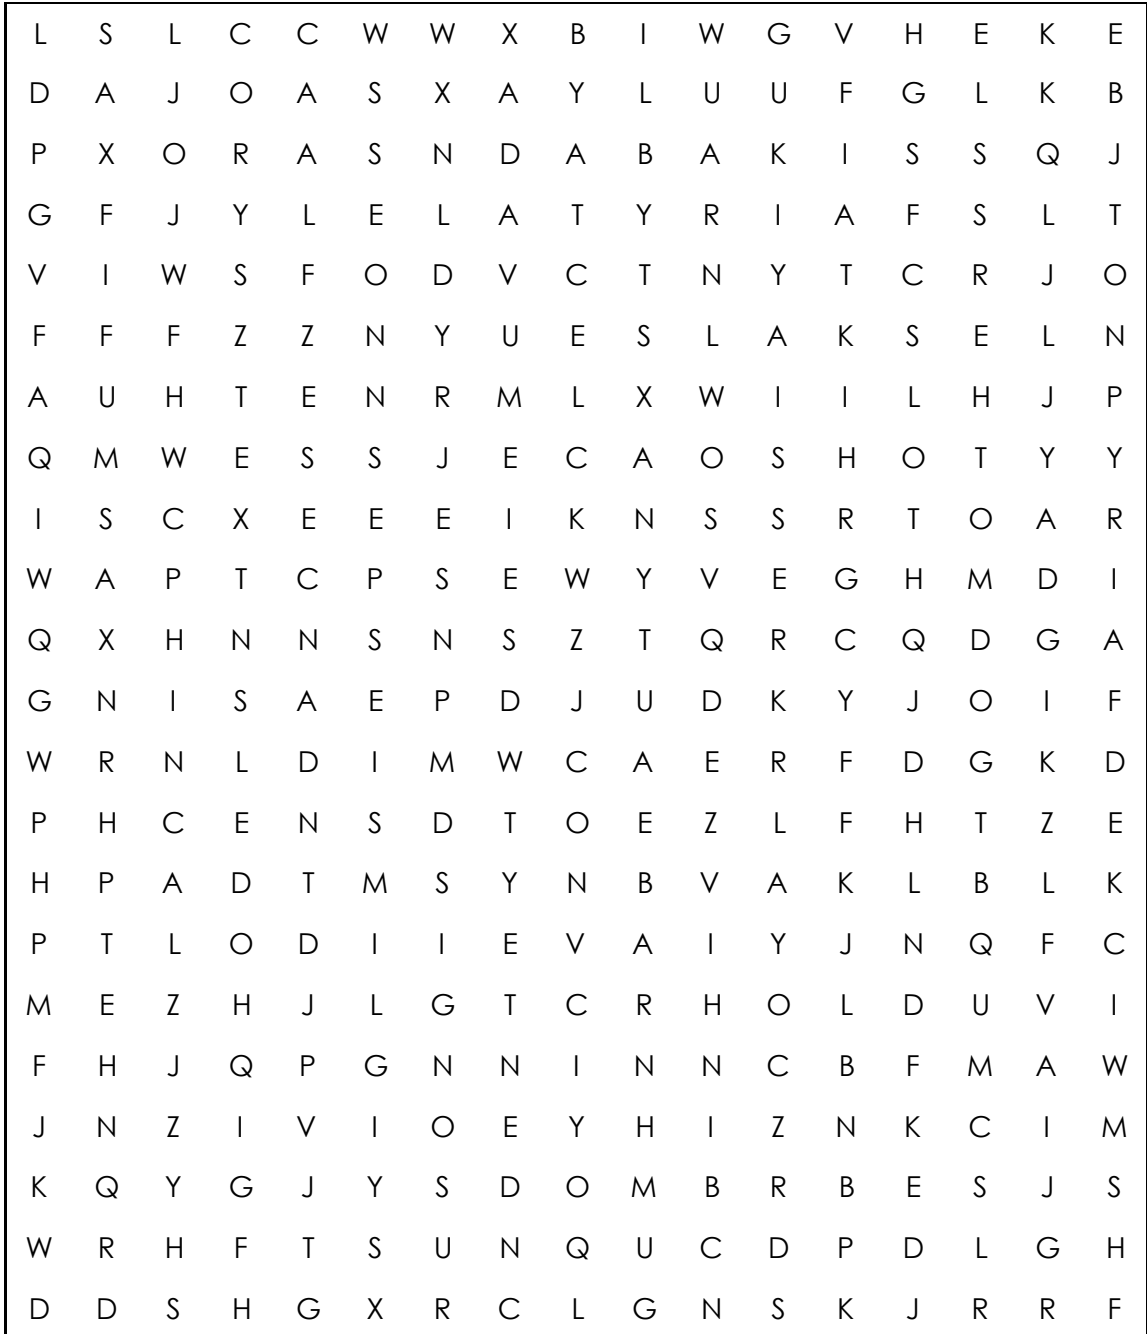 L S L C C W W X B I W G V H E K E
D A J O A S X A Y L U U F G L K B
P X O R A S N D A B A K I S S Q J
G F J Y L E L A T Y R I A F S L T
V I W S F O D V C T N Y T C R J O
F F F Z Z N Y U E S L A K S E L N
A U H T E N R M L X W I I L H J P
Q M W E S S J E C A O S H O T Y Y
I S C X E E E I K N S S R T O A R
W A P T C P S E W Y V E G H M D I
Q X H N N S N S Z T Q R C Q D G A
G N I S A E P D J U D K Y J O I F
W R N L D I M W C A E R F D G K D
P H C E N S D T O E Z L F H T Z E
H P A D T M S Y N B V A K L B L K
P T L O D I I E V A I Y J N Q F C
M E Z H J L G T C R H O L D U V I
F H J Q P G N N I N N C B F M A W
J N Z I V I O E Y H I Z N K C I M
K Q Y G J Y S D O M B R B E S J S
W R H F T S U N Q U C D P D L G H
D D S H G X R C L G N S K J R R F